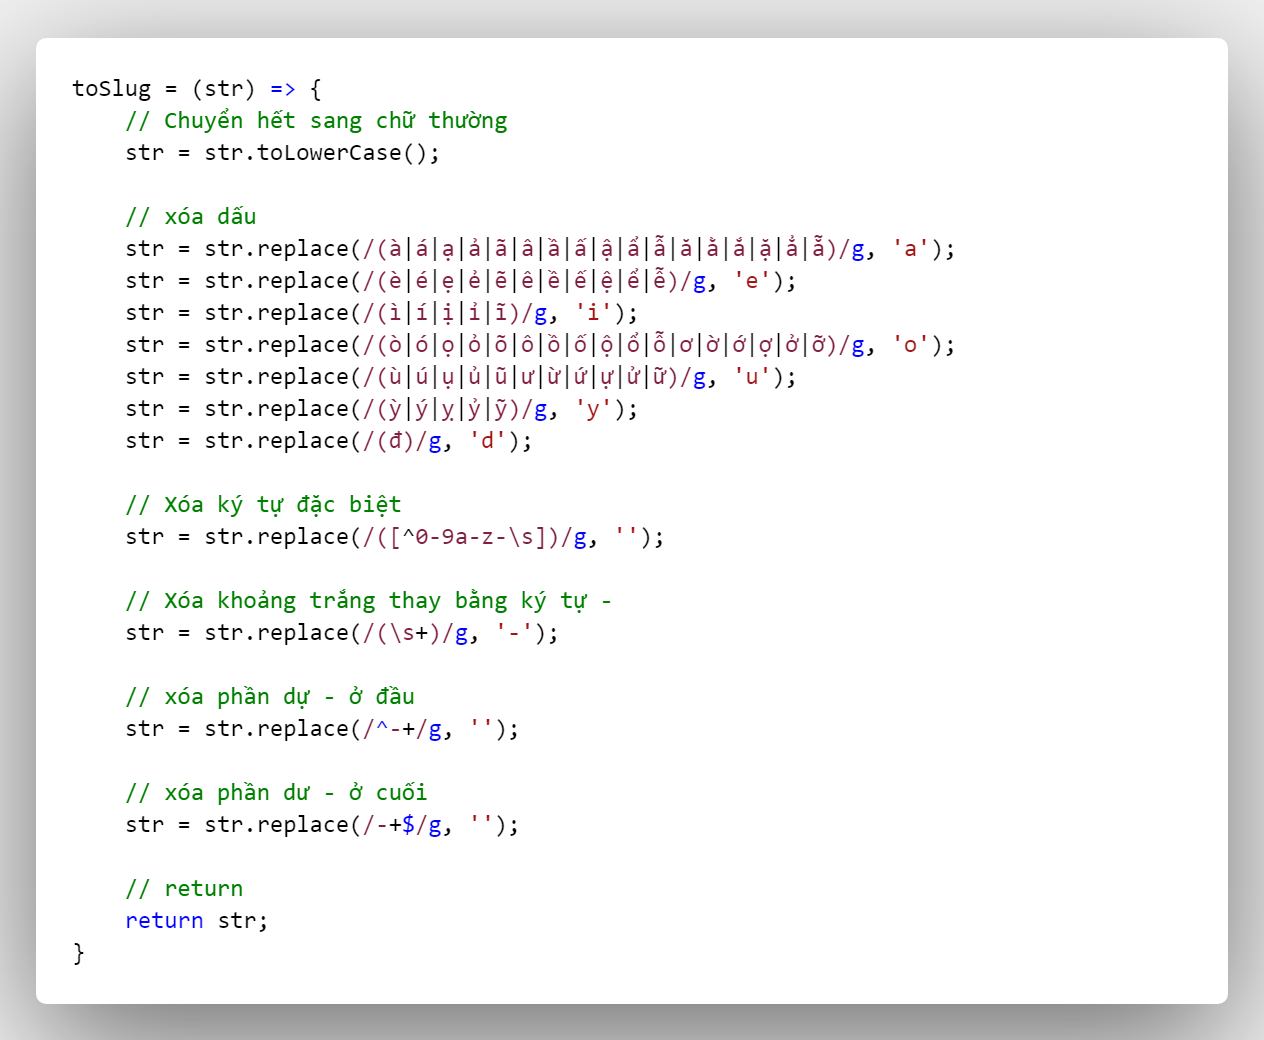 toSlug = (str) => {
// Chuyển hết sang chữ thường
str = str.toLowerCase();
// xóa dấu
str = str.replace(/(à|á|ạ|ả|ã|â|ầ|ấ|ậ|ẩ|ẫ|ă|ằ|ắ|ặ|ẳ|ẵ)/g, 'a');
str = str.replace(/(è|é|ẹ|ẻ|ẽ|ê|ề|ế|ệ|ể|ễ)/g, 'e');
str = str.replace(/(ì|í|ị|ỉ|ĩ)/g, 'i');
str = str.replace(/(ò|ó|ọ|ỏ|õ|ô|ồ|ố|ộ|ổ|ỗ|ơ|ờ|ớ|ợ|ở|ỡ)/g, 'o');
str = str.replace(/(ù|ú|ụ|ủ|ũ|ư|ừ|ứ|ự|ử|ữ)/g, 'u');
str = str.replace(/(ỳ|ý|ỵ|ỷ|ỹ)/g, 'y');
str = str.replace(/(đ)/g, 'd');
// Xóa ký tự đặc biệt
str = str.replace(/([^0-9a-z-\s])/g, '');
// Xóa khoảng trắng thay bằng ký tự -
str = str.replace(/(\s+)/g, '-');
// xóa phần dự - ở đầu
str = str.replace(/^-+/g, '');
// xóa phần dư - ở cuối
str = str.replace(/-+$/g, '');
// return
return str;
}